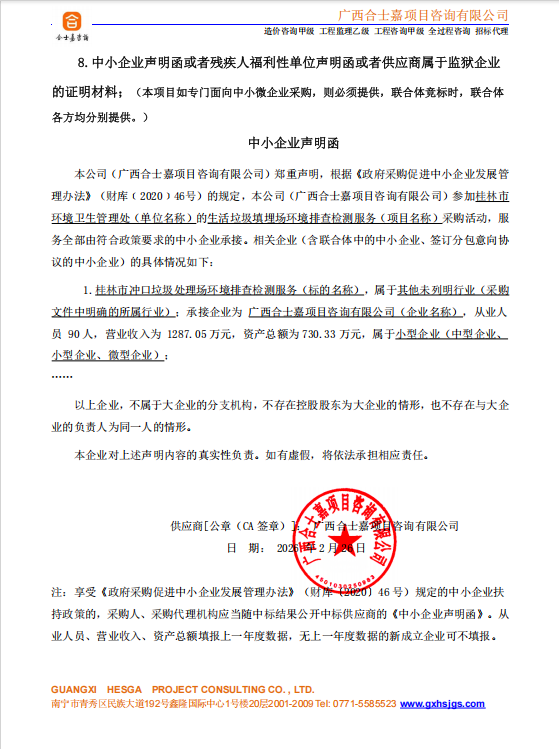 合士嘉咨询
广西合士嘉项目咨询有限公司
造价咨询甲级 工程监理乙级 工程咨询甲级 全过程咨询 招标代理
8.中小企业声明函或者残疾人福利性单位声明函或者供应商属于监狱企业
的证明材料；（本项目如专门面向中小微企业采购，则必须提供，联合体竞标时，联合体
各方均分别提供。）
中小企业声明函
本公司（广西合士嘉项目咨询有限公司）郑重声明，根据《政府采购促进中小企业发展管
理办法》（财库〔2020〕46号）的规定，本公司（广西合士嘉项目咨询有限公司）参加桂林市
环境卫生管理处（单位名称）的生活垃圾填埋场环境排查检测服务（项目名称）采购活动，服
务全部由符合政策要求的中小企业承接。相关企业（含联合体中的中小企业、签订分包意向协
议的中小企业）的具体情况如下：
1.桂林市冲口垃圾处理场环境排查检测服务（标的名称），属于其他未列明行业（采购
文件中明确的所属行业）；承接企业为 广西合士嘉项目咨询有限公司（企业名称），从业人
员 90人，营业收入为 1287.05 万元，资产总额为730.33 万元，属于小型企业（中型企业、
小型企业、微型企业）；
……
以上企业，不属于大企业的分支机构，不存在控股股东为大企业的情形，也不存在与大企
业的负责人为同一人的情形。
本企业对上述声明内容的真实性负责。如有虚假，将依法承担相应责任。
供应商[公章（CA 签章）]：广西合士嘉项目咨询有限公司
日 期： 202 年 2 月 2 日
广西合士嘉项目咨询有限公司
4501030250883
注：享受《政府采购促进中小企业发展管理办法》（财库〔2020〕46 号）规定的中小企业扶
持政策的，采购人、采购代理机构应当随中标结果公开中标供应商的《中小企业声明函》。从
业人员、营业收入、资产总额填报上一年度数据，无上一年度数据的新成立企业可不填报。
GUANGXI HESGA PROJECT CONSULTING CO. , LTD.
南宁市青秀区民族大道192号鑫隆国际中心1号楼20层2001-2009 Tel: 0771-5585523 www.gxhsjgs.com